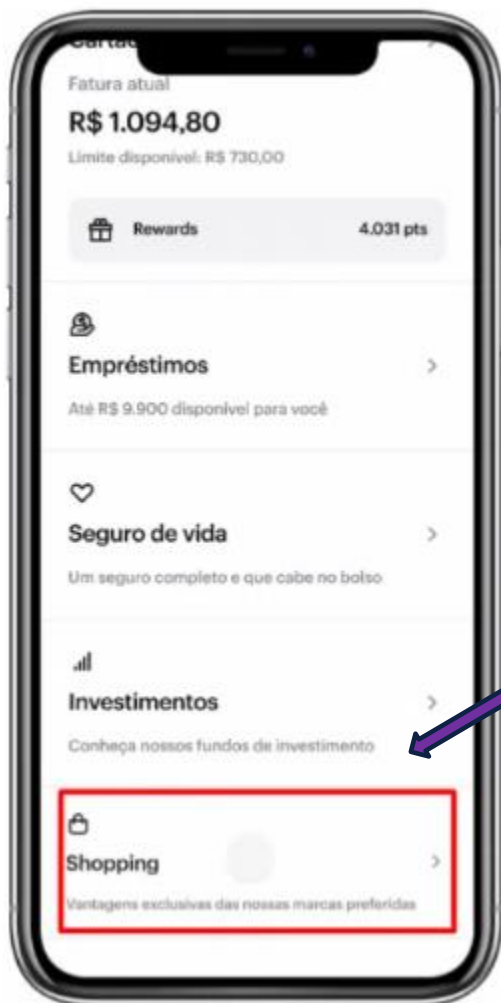 Fatura atual
R$ 1.094,80
Limite disponível: R$ 730,00
Rewards 4.031 pts
Empréstimos
Até R$ 9.900 disponível para você
Seguro de vida
Um seguro completo e que cabe no bolso
Investimentos
Conheça nossos fundos de investimento
Shopping
Vantagens exclusivas das nossas marcas preferidas